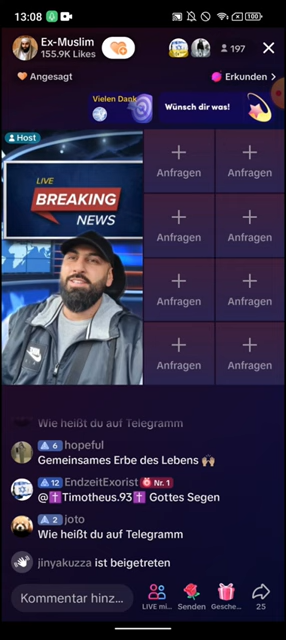 13:08
100
Ex-Muslim
155.9K Likes
197
Angesagt
Erkunden
Vielen Dank
Wünsch dir was!
Host
LIVE
BREAKING
NEWS
Anfragen
Anfragen
Anfragen
Anfragen
Anfragen
Anfragen
Anfragen
Anfragen
Wie heißt du auf Telegramm
6 hopeful
Gemeinsames Erbe des Lebens
12 EndzeitExorist Nr. 1
@Timotheus.93 Gottes Segen
2 joto
Wie heißt du auf Telegramm
jinyakuzza ist beigetreten
Kommentar hinz...
LIVE mi...
Senden
Gesche...
25